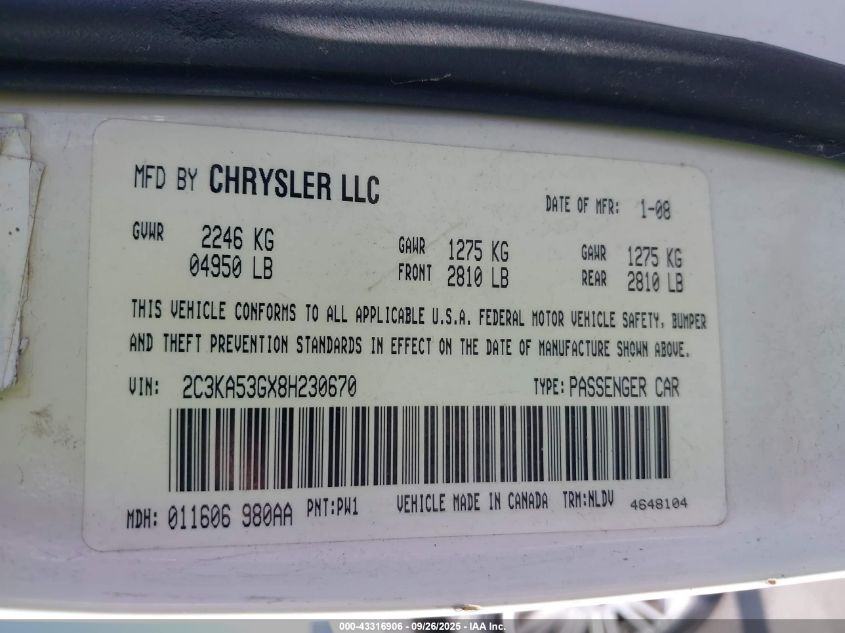 MFD BY CHRYSLER LLC
DATE OF MFR: 1-08
GVWR 2246 KG
04950 LB
GAWR 1275 KG
FRONT 2810 LB
GAWR 1275 KG
REAR 2810 LB
THIS VEHICLE CONFORMS TO ALL APPLICABLE U.S.A. FEDERAL MOTOR VEHICLE SAFETY, BUMPER
AND THEFT PREVENTION STANDARDS IN EFFECT ON THE DATE OF MANUFACTURE SHOWN ABOVE.
VIN: 2C3KA53GX8H230670 TYPE: PASSENGER CAR
MDH: 011606 980AA PNT:PW1 VEHICLE MADE IN CANADA TRM:NLDV 4648104
000-43316906 - 09/26/2025 - IAA Inc.